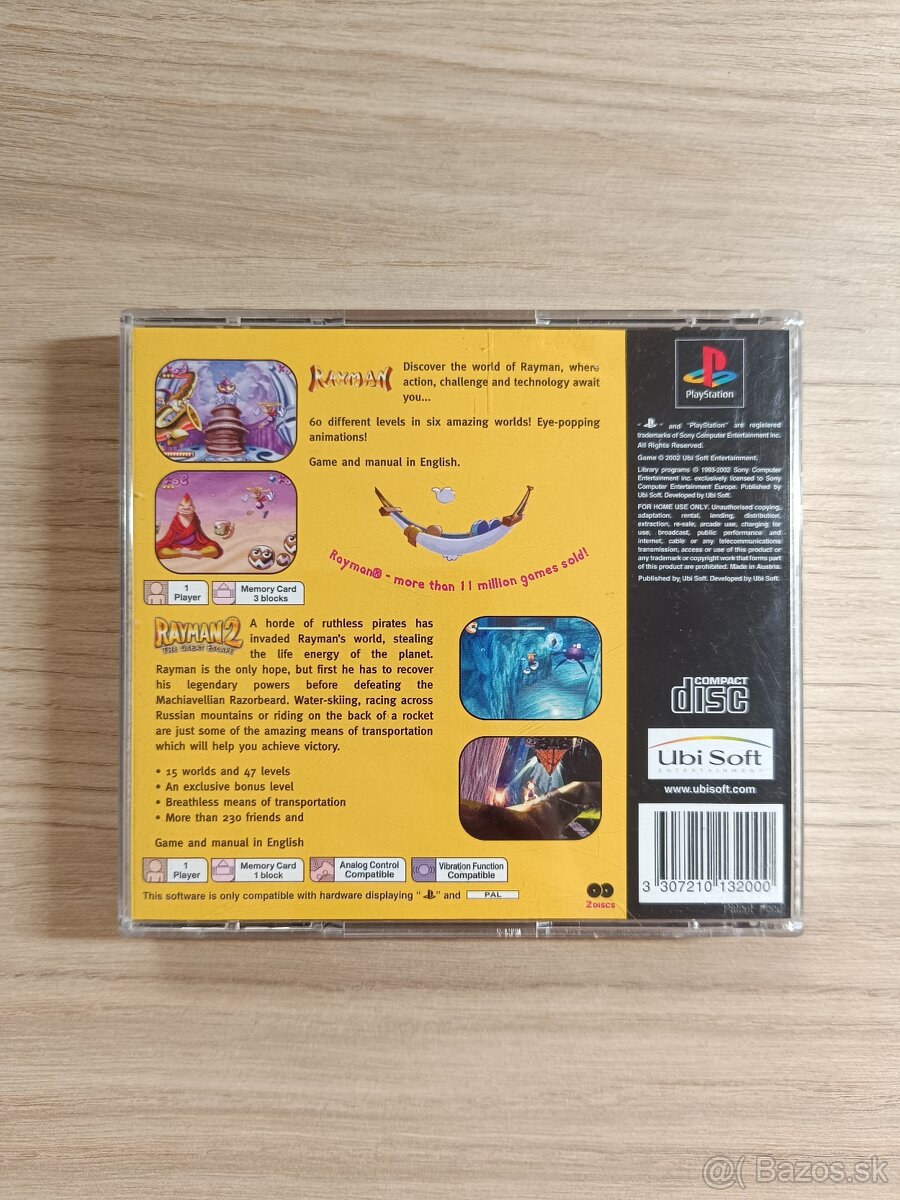 RAYMAN
Discover the world of Rayman, where
action, challenge and technology await
you...
60 different levels in six amazing worlds! Eye-popping
animations!
Game and manual in English.
Rayman® - more than 11 million games sold!
1
Player
Memory Card
3 blocks
RAYMAN 2
THE GREAT ESCAPE
A horde of ruthless pirates has
invaded Rayman's world, stealing
the life energy of the planet.
Rayman is the only hope, but first he has to recover
his legendary powers before defeating the
Machiavellian Razorbeard. Water-skiing, racing across
Russian mountains or riding on the back of a rocket
are just some of the amazing means of transportation
which will help you achieve victory.
• 15 worlds and 47 levels
• An exclusive bonus level
• Breathless means of transportation
• More than 230 friends and
Game and manual in English
1
Player
Memory Card
1 block
Analog Control
Compatible
Vibration Function
Compatible
This software is only compatible with hardware displaying " " and PAL
2 DISCS
PlayStation
" " and "PlayStation" are registered
trademarks of Sony Computer Entertainment Inc.
All Rights Reserved.
Game © 2002 Ubi Soft Entertainment.
Library programs © 1993-2002 Sony Computer
Entertainment Inc. exclusively licensed to Sony
Computer Entertainment Europe. Published by
Ubi Soft. Developed by Ubi Soft.
FOR HOME USE ONLY. Unauthorised copying,
adaptation, rental, lending, distribution,
extraction, re-sale, arcade use, charging for
use, broadcast, public performance and
internet, cable or any telecommunications
transmission, access or use of this product or
any trademark or copyright work that forms part
of this product are prohibited. Made in Austria.
Published by Ubi Soft. Developed by Ubi Soft.
COMPACT
disc
Ubi Soft
ENTERTAINMENT
www.ubisoft.com
3 307210 132000
@( Bazos.sk